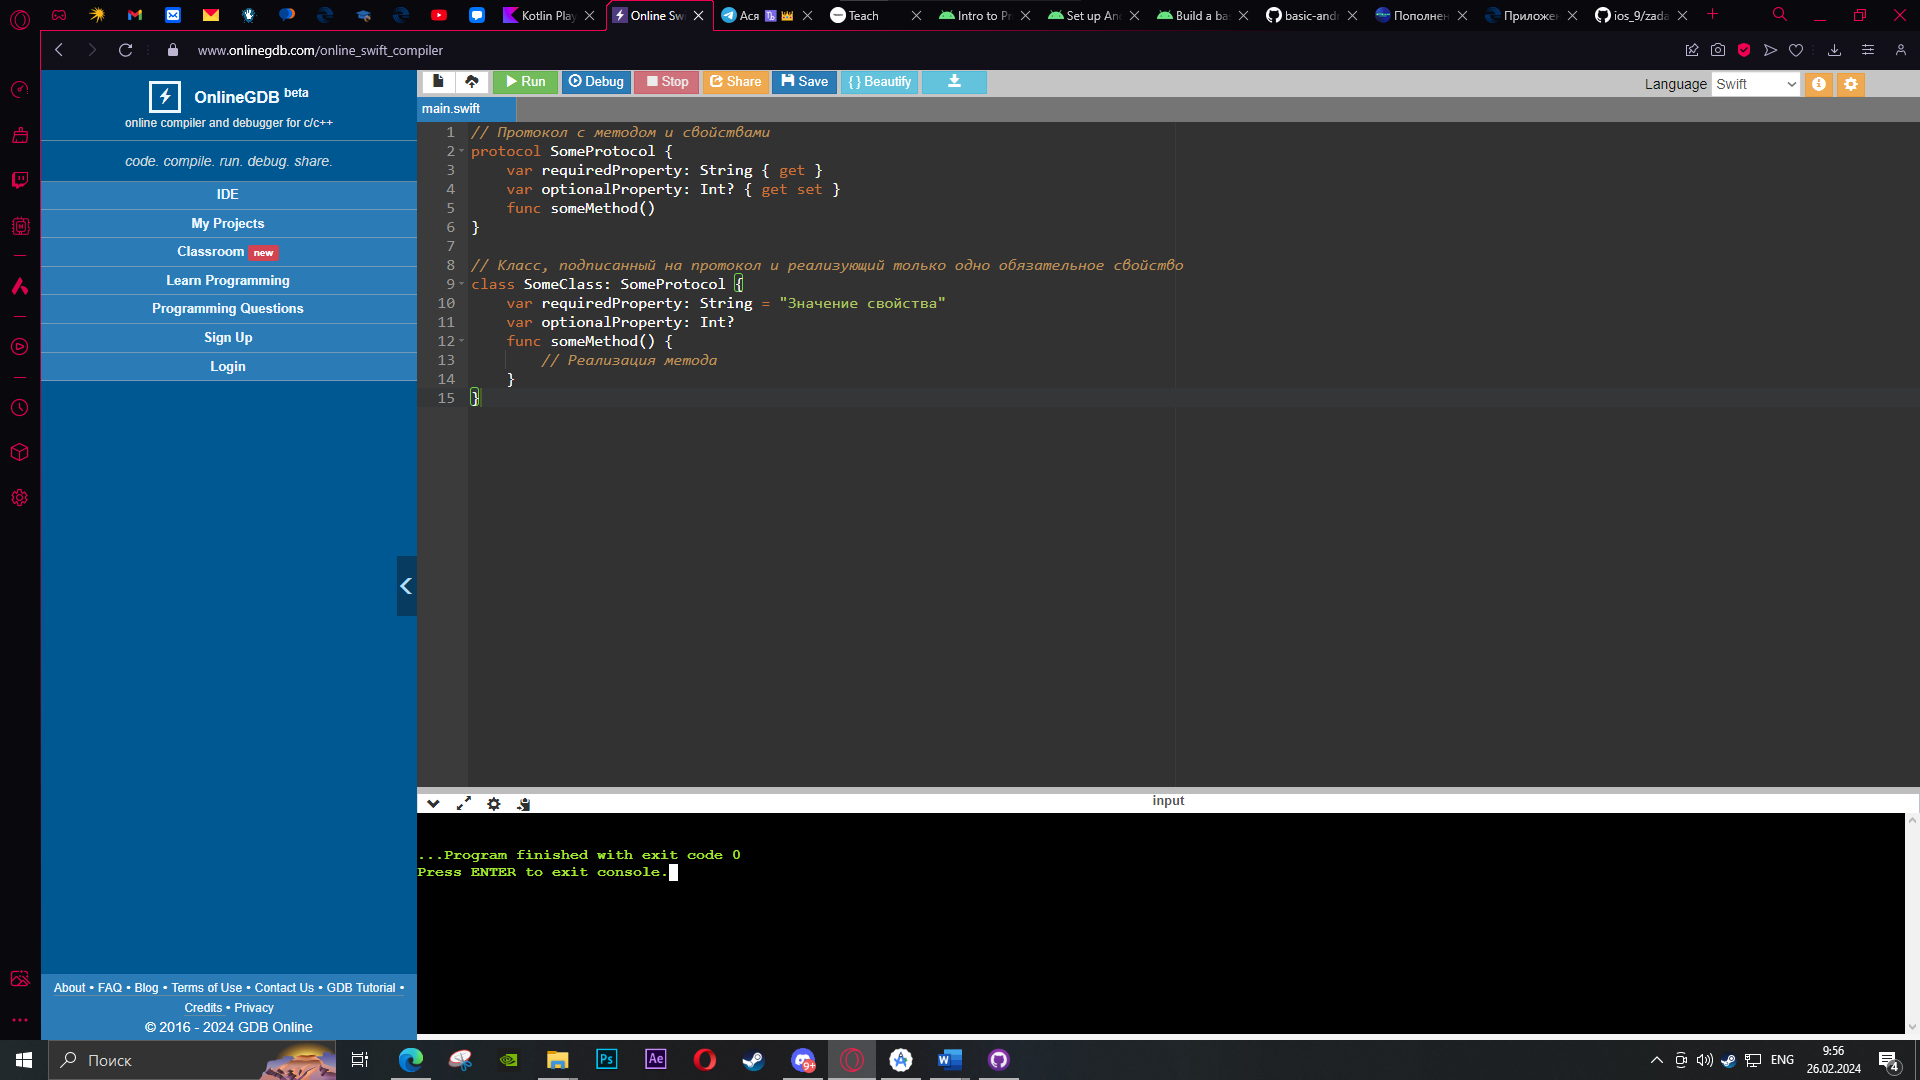 Kotlin Play
Online Swi
Ася
Teach
Intro to Pr
Set up And
Build a ba
basic-andr
Пополнен
Приложен
ios_9/zada
www.onlinegdb.com/online_swift_compiler
OnlineGDB beta
online compiler and debugger for c/c++
code. compile. run. debug. share.
IDE
My Projects
Classroom new
Learn Programming
Programming Questions
Sign Up
Login
About • FAQ • Blog • Terms of Use • Contact Us • GDB Tutorial •
Credits • Privacy
© 2016 - 2024 GDB Online
Run
Debug
Stop
Share
Save
{ } Beautify
Language Swift
main.swift
1 // Протокол с методом и свойствами
2 protocol SomeProtocol {
3 var requiredProperty: String { get }
4 var optionalProperty: Int? { get set }
5 func someMethod()
6 }
7
8 // Класс, подписанный на протокол и реализующий только одно обязательное свойство
9 class SomeClass: SomeProtocol {
10 var requiredProperty: String = "Значение свойства"
11 var optionalProperty: Int?
12 func someMethod() {
13 // Реализация метода
14 }
15 }
input
...Program finished with exit code 0
Press ENTER to exit console.
Поиск
Ps
Ae
9+
ENG
9:56
26.02.2024
4